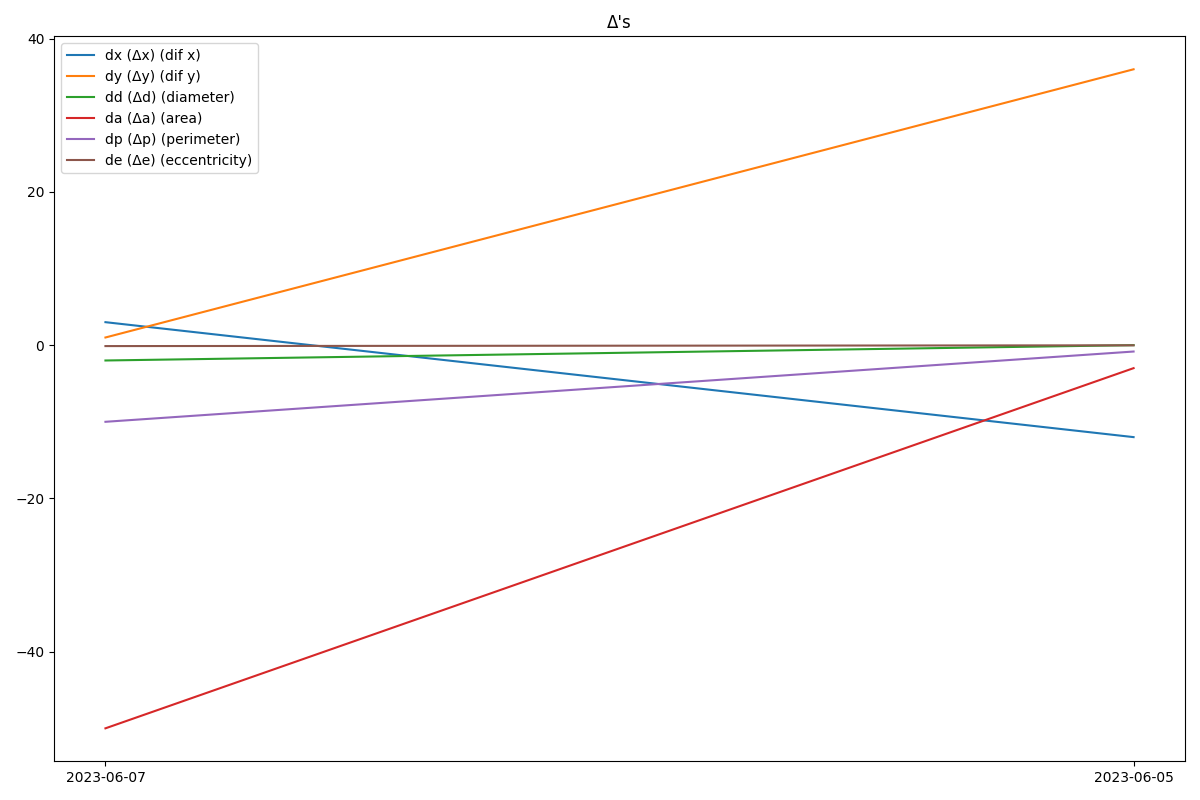 Δ's
dx (Δx) (dif x)
dy (Δy) (dif y)
dd (Δd) (diameter)
da (Δa) (area)
dp (Δp) (perimeter)
de (Δe) (eccentricity)
40
20
0
−20
−40
2023-06-07 2023-06-05